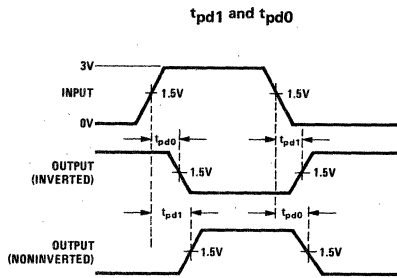 tpd1 and tpd0
3V
INPUT
1.5V
1.5V
0V
tpd0
tpd1
OUTPUT
(INVERTED)
1.5V
1.5V
tpd1
tpd0
OUTPUT
(NONINVERTED)
1.5V
1.5V